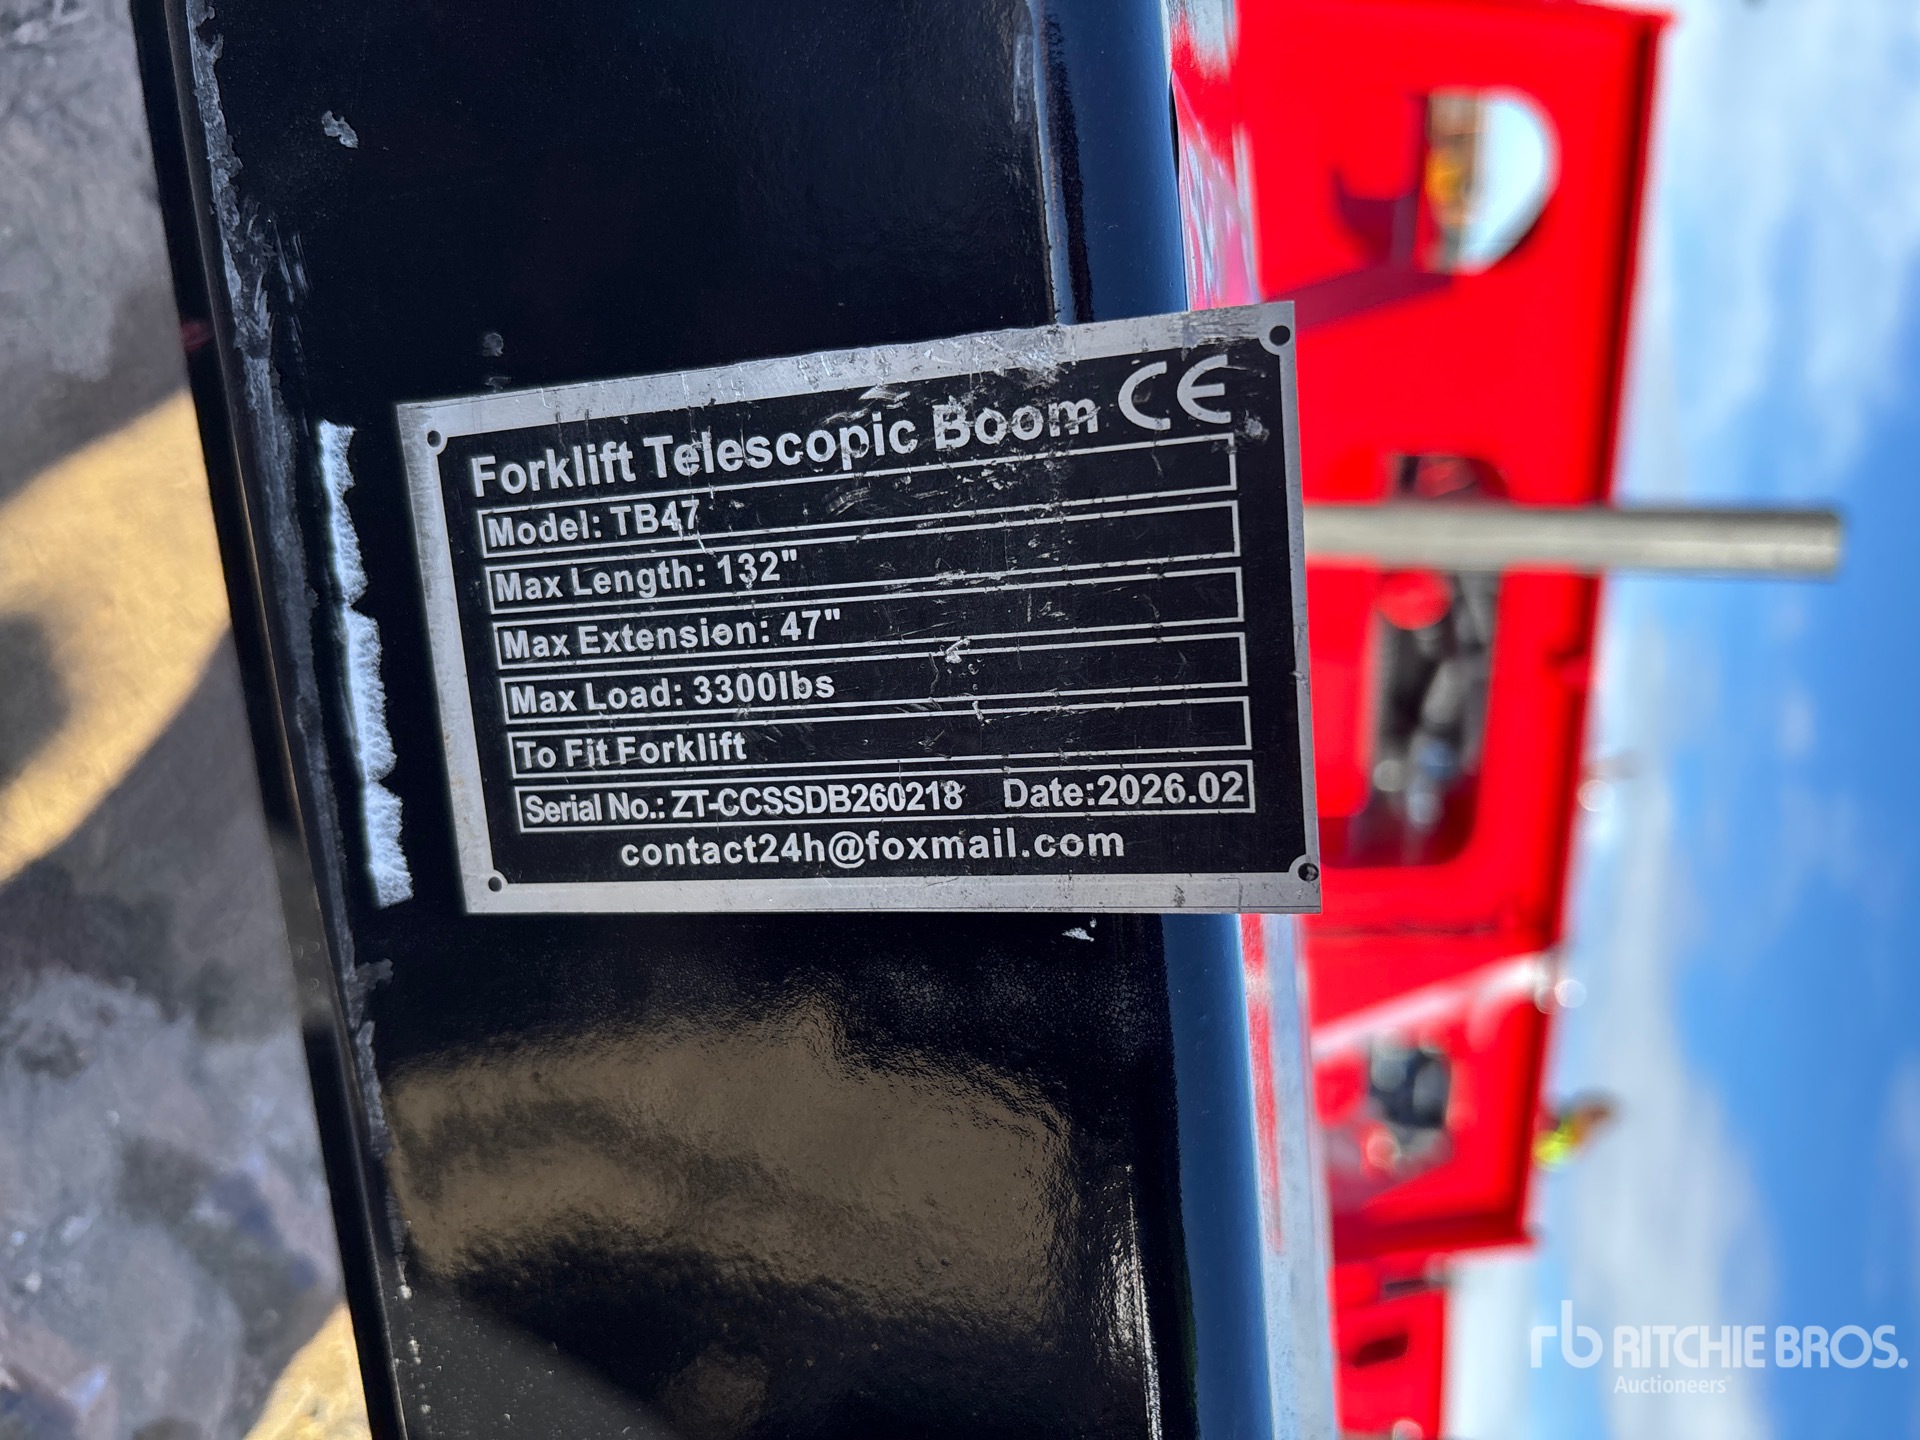 Forklift Telescopic Boom CE
Model: TB47
Max Length: 132"
Max Extension: 47"
Max Load: 3300lbs
To Fit Forklift
Serial No.: ZT-CCSSDB260218 Date:2026.02
contact24h@foxmail.com
rb RITCHIE BROS.
Auctioneers